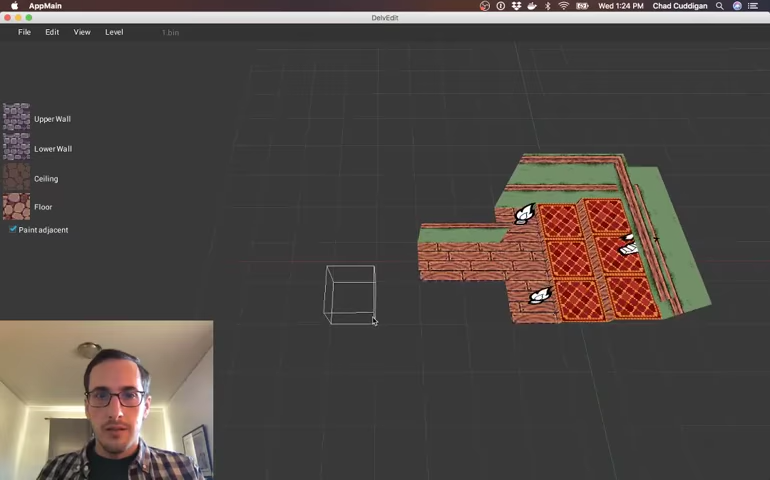 AppMain
Wed 1:24 PM Chad Cuddigan
DelvEdit
File Edit View Level 1.bin
Upper Wall
Lower Wall
Ceiling
Floor
Paint adjacent